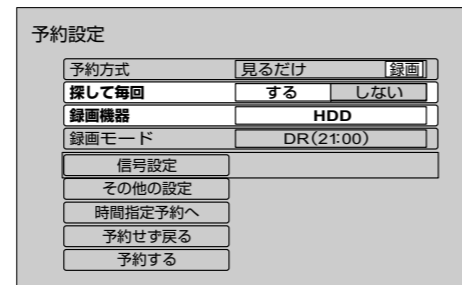 予約設定
予約方式 見るだけ 録画
探して毎回 する しない
録画機器 HDD
録画モード DR(21:00)
信号設定
その他の設定
時間指定予約へ
予約せず戻る
予約する